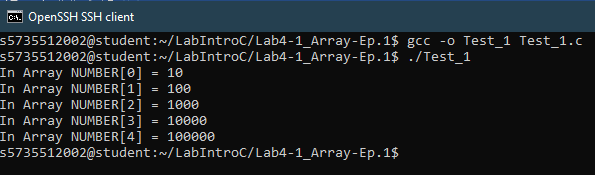 OpenSSH SSH client
s5735512002@student:~/LabIntroC/Lab4-1_Array-Ep.1$ gcc -o Test_1 Test_1.c
s5735512002@student:~/LabIntroC/Lab4-1_Array-Ep.1$ ./Test_1
In Array NUMBER[0] = 10
In Array NUMBER[1] = 100
In Array NUMBER[2] = 1000
In Array NUMBER[3] = 10000
In Array NUMBER[4] = 100000
s5735512002@student:~/LabIntroC/Lab4-1_Array-Ep.1$